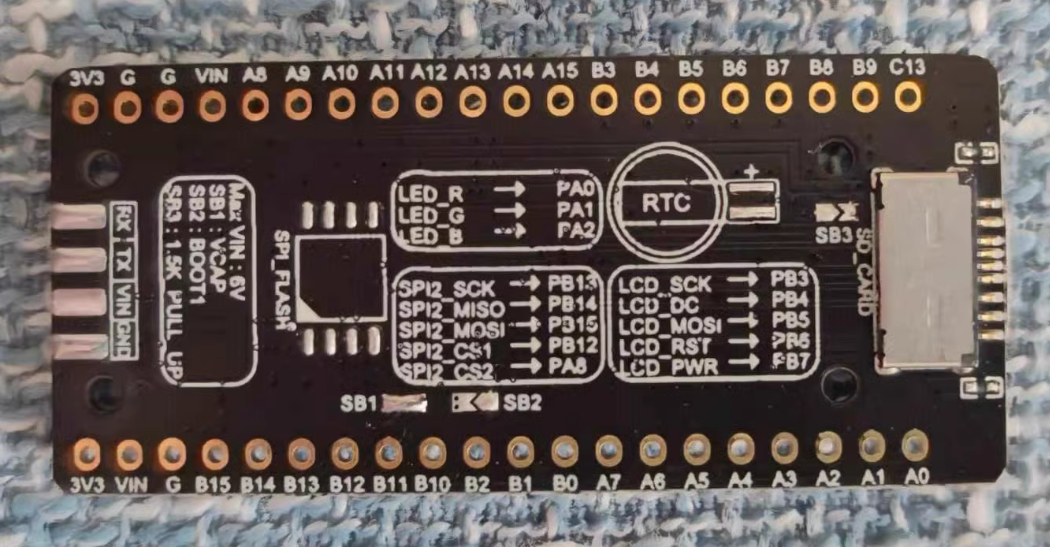 3V3 G G VIN A8 A9 A10 A11 A12 A13 A14 A15 B3 B4 B5 B6 B7 B8 B9 C13
RX TX VIN GND
Max VIN : 6V
SB1 : VCAP
SB2 : BOOT1
SB3 : 1.5K PULL_UP
SPI_FLASH
LED_R → PA0
LED_G → PA1
LED_B → PA2
RTC
+
SB3
SD_CARD
SPI2_SCK → PB13
SPI2_MISO → PB14
SPI2_MOSI → PB15
SPI2_CS1 → PB12
SPI2_CS2 → PA8
LCD_SCK → PB3
LCD_DC → PB4
LCD_MOSI → PB5
LCD_RST → PB6
LCD_PWR → PB7
SB1 SB2
3V3 VIN G B15 B14 B13 B12 B11 B10 B2 B1 B0 A7 A6 A5 A4 A3 A2 A1 A0